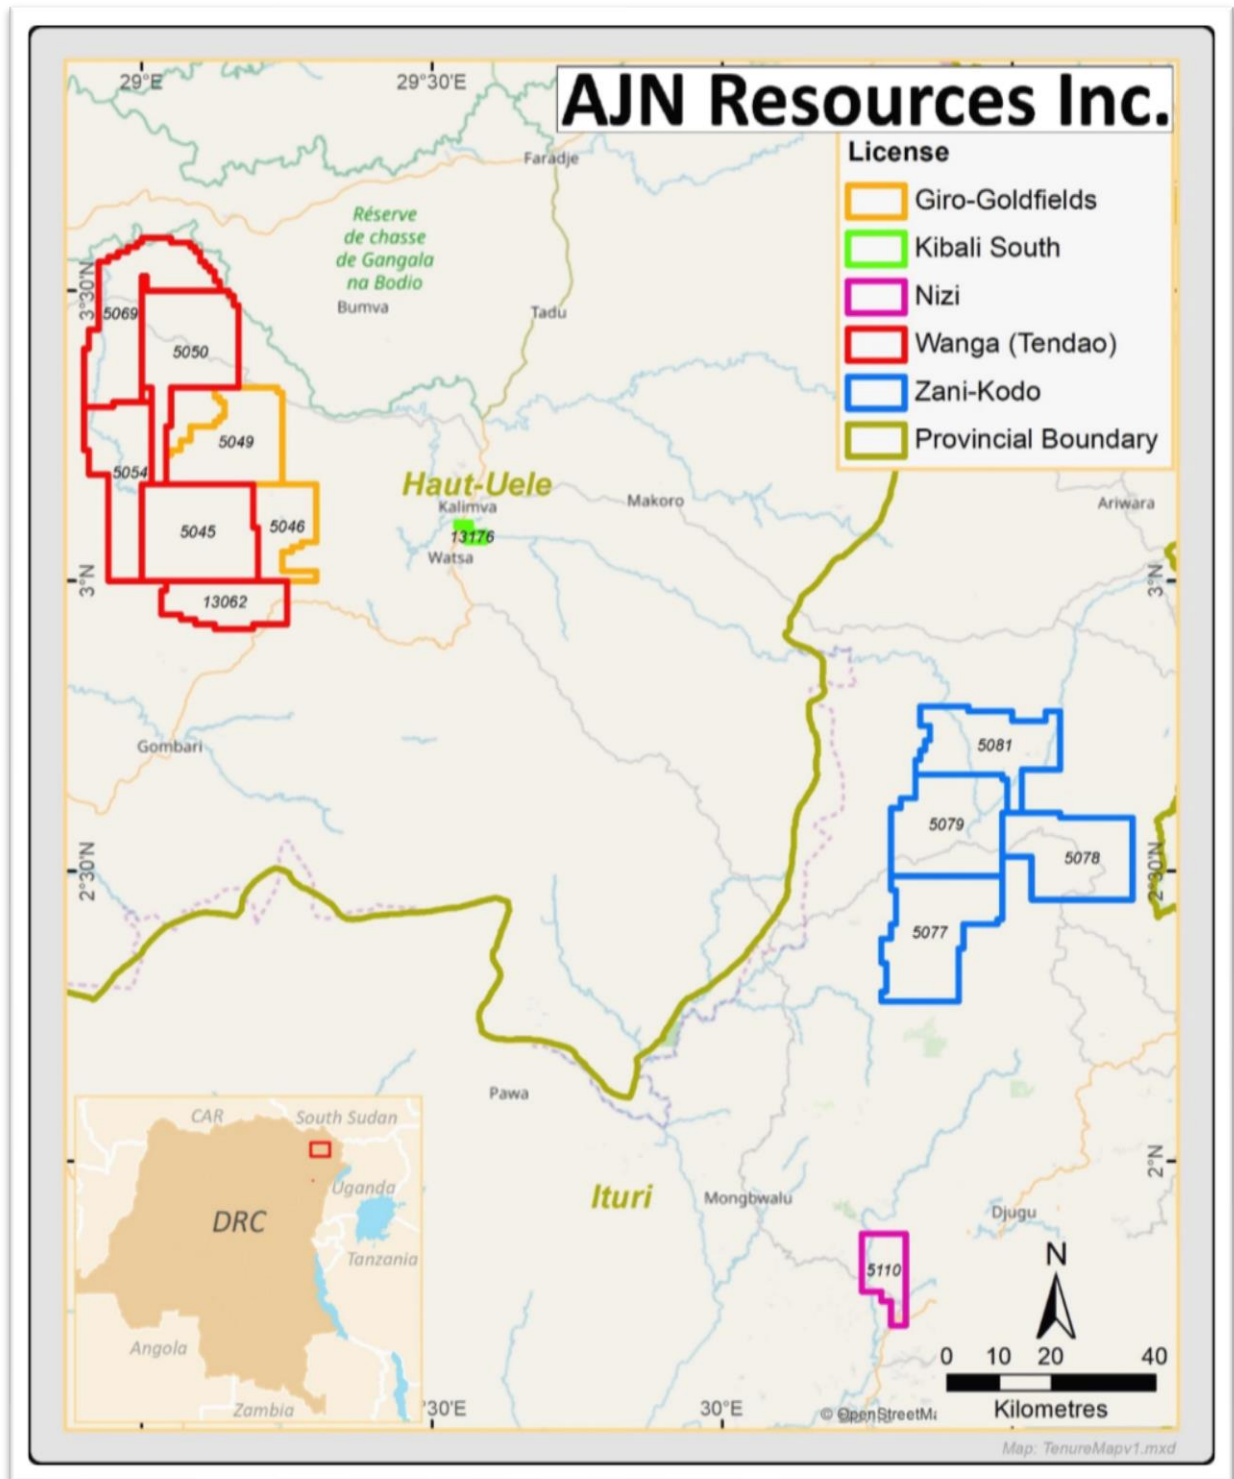 29°E
29°30'E
AJN Resources Inc.
License
Giro-Goldfields
Kibali South
Nizi
Wanga (Tendao)
Zani-Kodo
Provincial Boundary
Faradje
Réserve
de chasse
de Gangala
na Bodio
Bumva
Tadu
3°30'N
5069
5050
5049
5054
Haut-Uele
Kalimva
Makoro
Ariwara
5045
5046
13176
Watsa
3°N
3°N
13062
Gombari
5081
5079
5078
2°30'N
2°30'N
5077
Pawa
CAR
South Sudan
Uganda
DRC
Tanzania
Angola
Zambia
2°N
Ituri
Mongbwalu
Djugu
5110
N
0 10 20 40
Kilometres
°30'E
30°E
© OpenStreetMa
Map: TenureMapv1.mxd